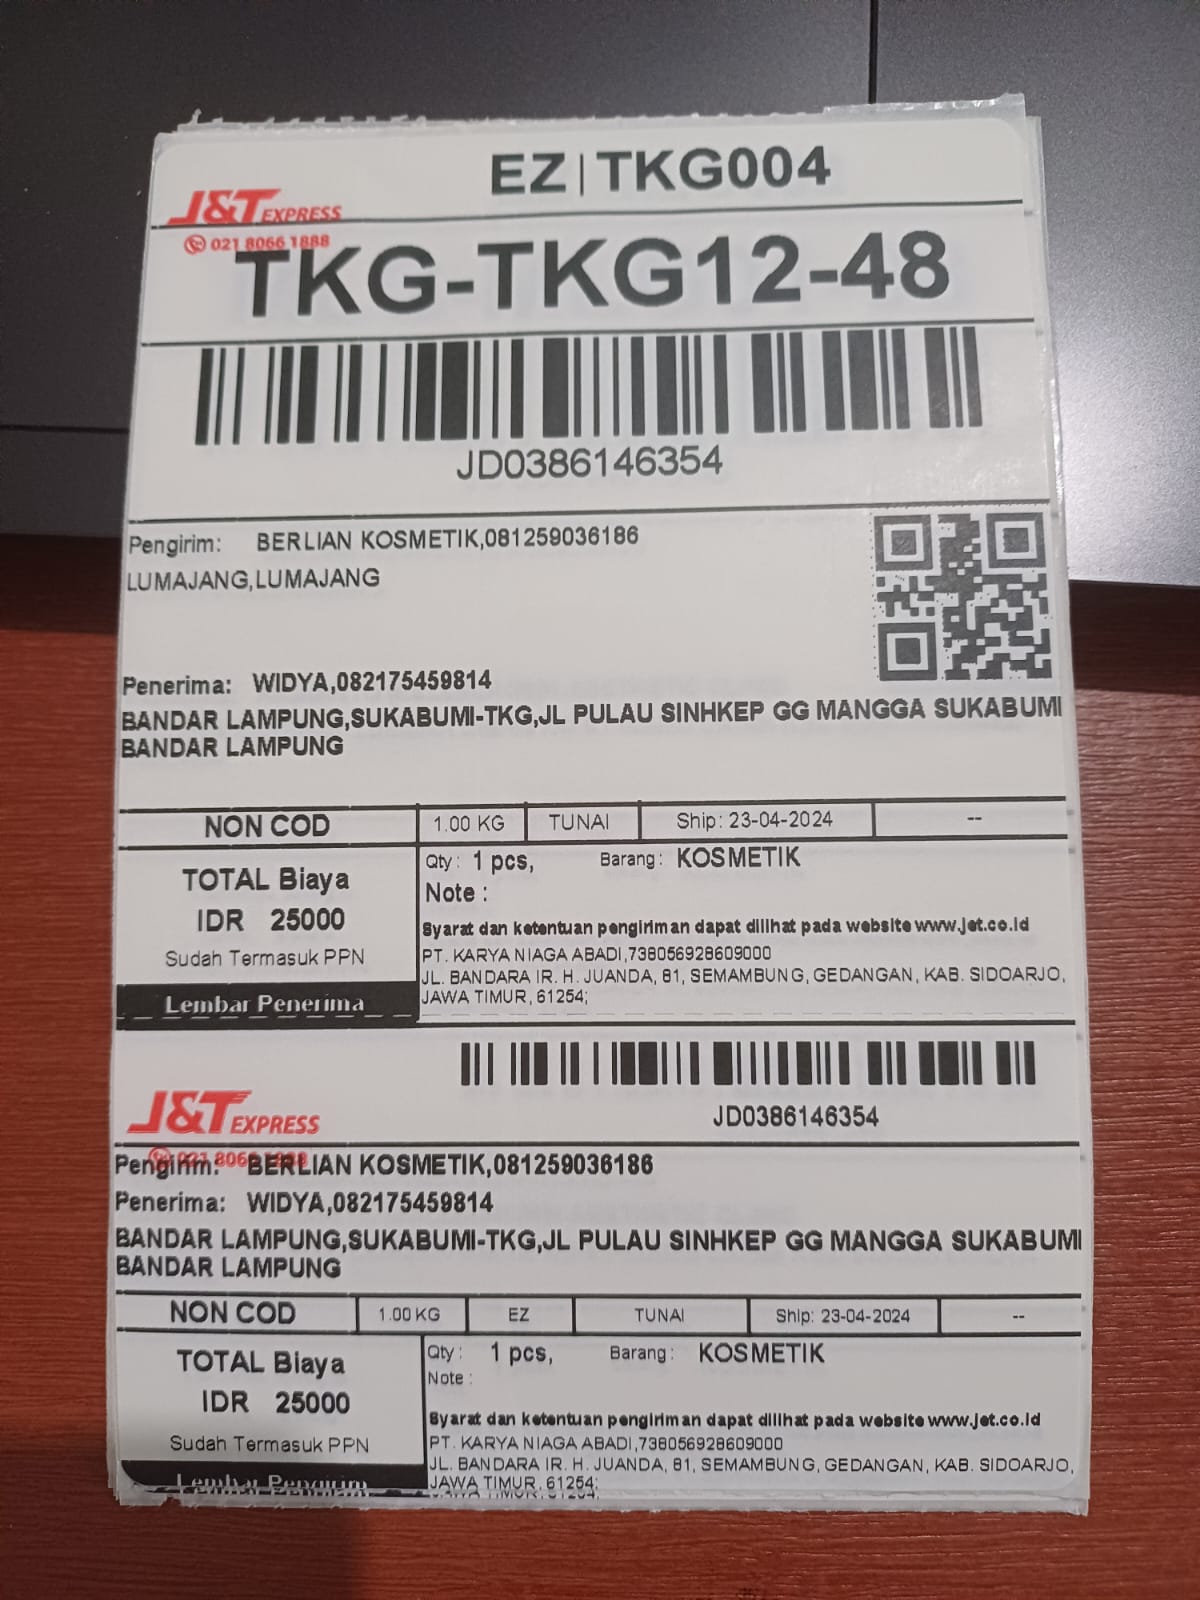 EZ|TKG004
J&T EXPRESS
021 8066 1888
TKG-TKG12-48
JD0386146354
Pengirim: BERLIAN KOSMETIK,081259036186
LUMAJANG,LUMAJANG
Penerima: WIDYA,082175459814
BANDAR LAMPUNG,SUKABUMI-TKG,JL PULAU SINHKEP GG MANGGA SUKABUMI
BANDAR LAMPUNG
NON COD 1.00 KG TUNAI Ship: 23-04-2024 --
TOTAL Biaya
IDR 25000
Sudah Termasuk PPN
Lembar Penerima
Qty : 1 pcs, Barang : KOSMETIK
Note :
Syarat dan ketentuan pengiriman dapat dilihat pada website www.jet.co.id
PT. KARYA NIAGA ABADI,738056928609000
JL. BANDARA IR. H. JUANDA, 81, SEMAMBUNG, GEDANGAN, KAB. SIDOARJO,
JAWA TIMUR, 61254;
J&T EXPRESS
JD0386146354
021 8066 1888
Pengirim: BERLIAN KOSMETIK,081259036186
Penerima: WIDYA,082175459814
BANDAR LAMPUNG,SUKABUMI-TKG,JL PULAU SINHKEP GG MANGGA SUKABUMI
BANDAR LAMPUNG
NON COD 1.00 KG EZ TUNAI Ship: 23-04-2024 --
TOTAL Biaya
IDR 25000
Sudah Termasuk PPN
Lembar Pengirim
Qty : 1 pcs, Barang : KOSMETIK
Note :
Syarat dan ketentuan pengiriman dapat dilihat pada website www.jet.co.id
PT. KARYA NIAGA ABADI,738056928609000
JL. BANDARA IR. H. JUANDA, 81, SEMAMBUNG, GEDANGAN, KAB. SIDOARJO,
JAWA TIMUR, 61254;